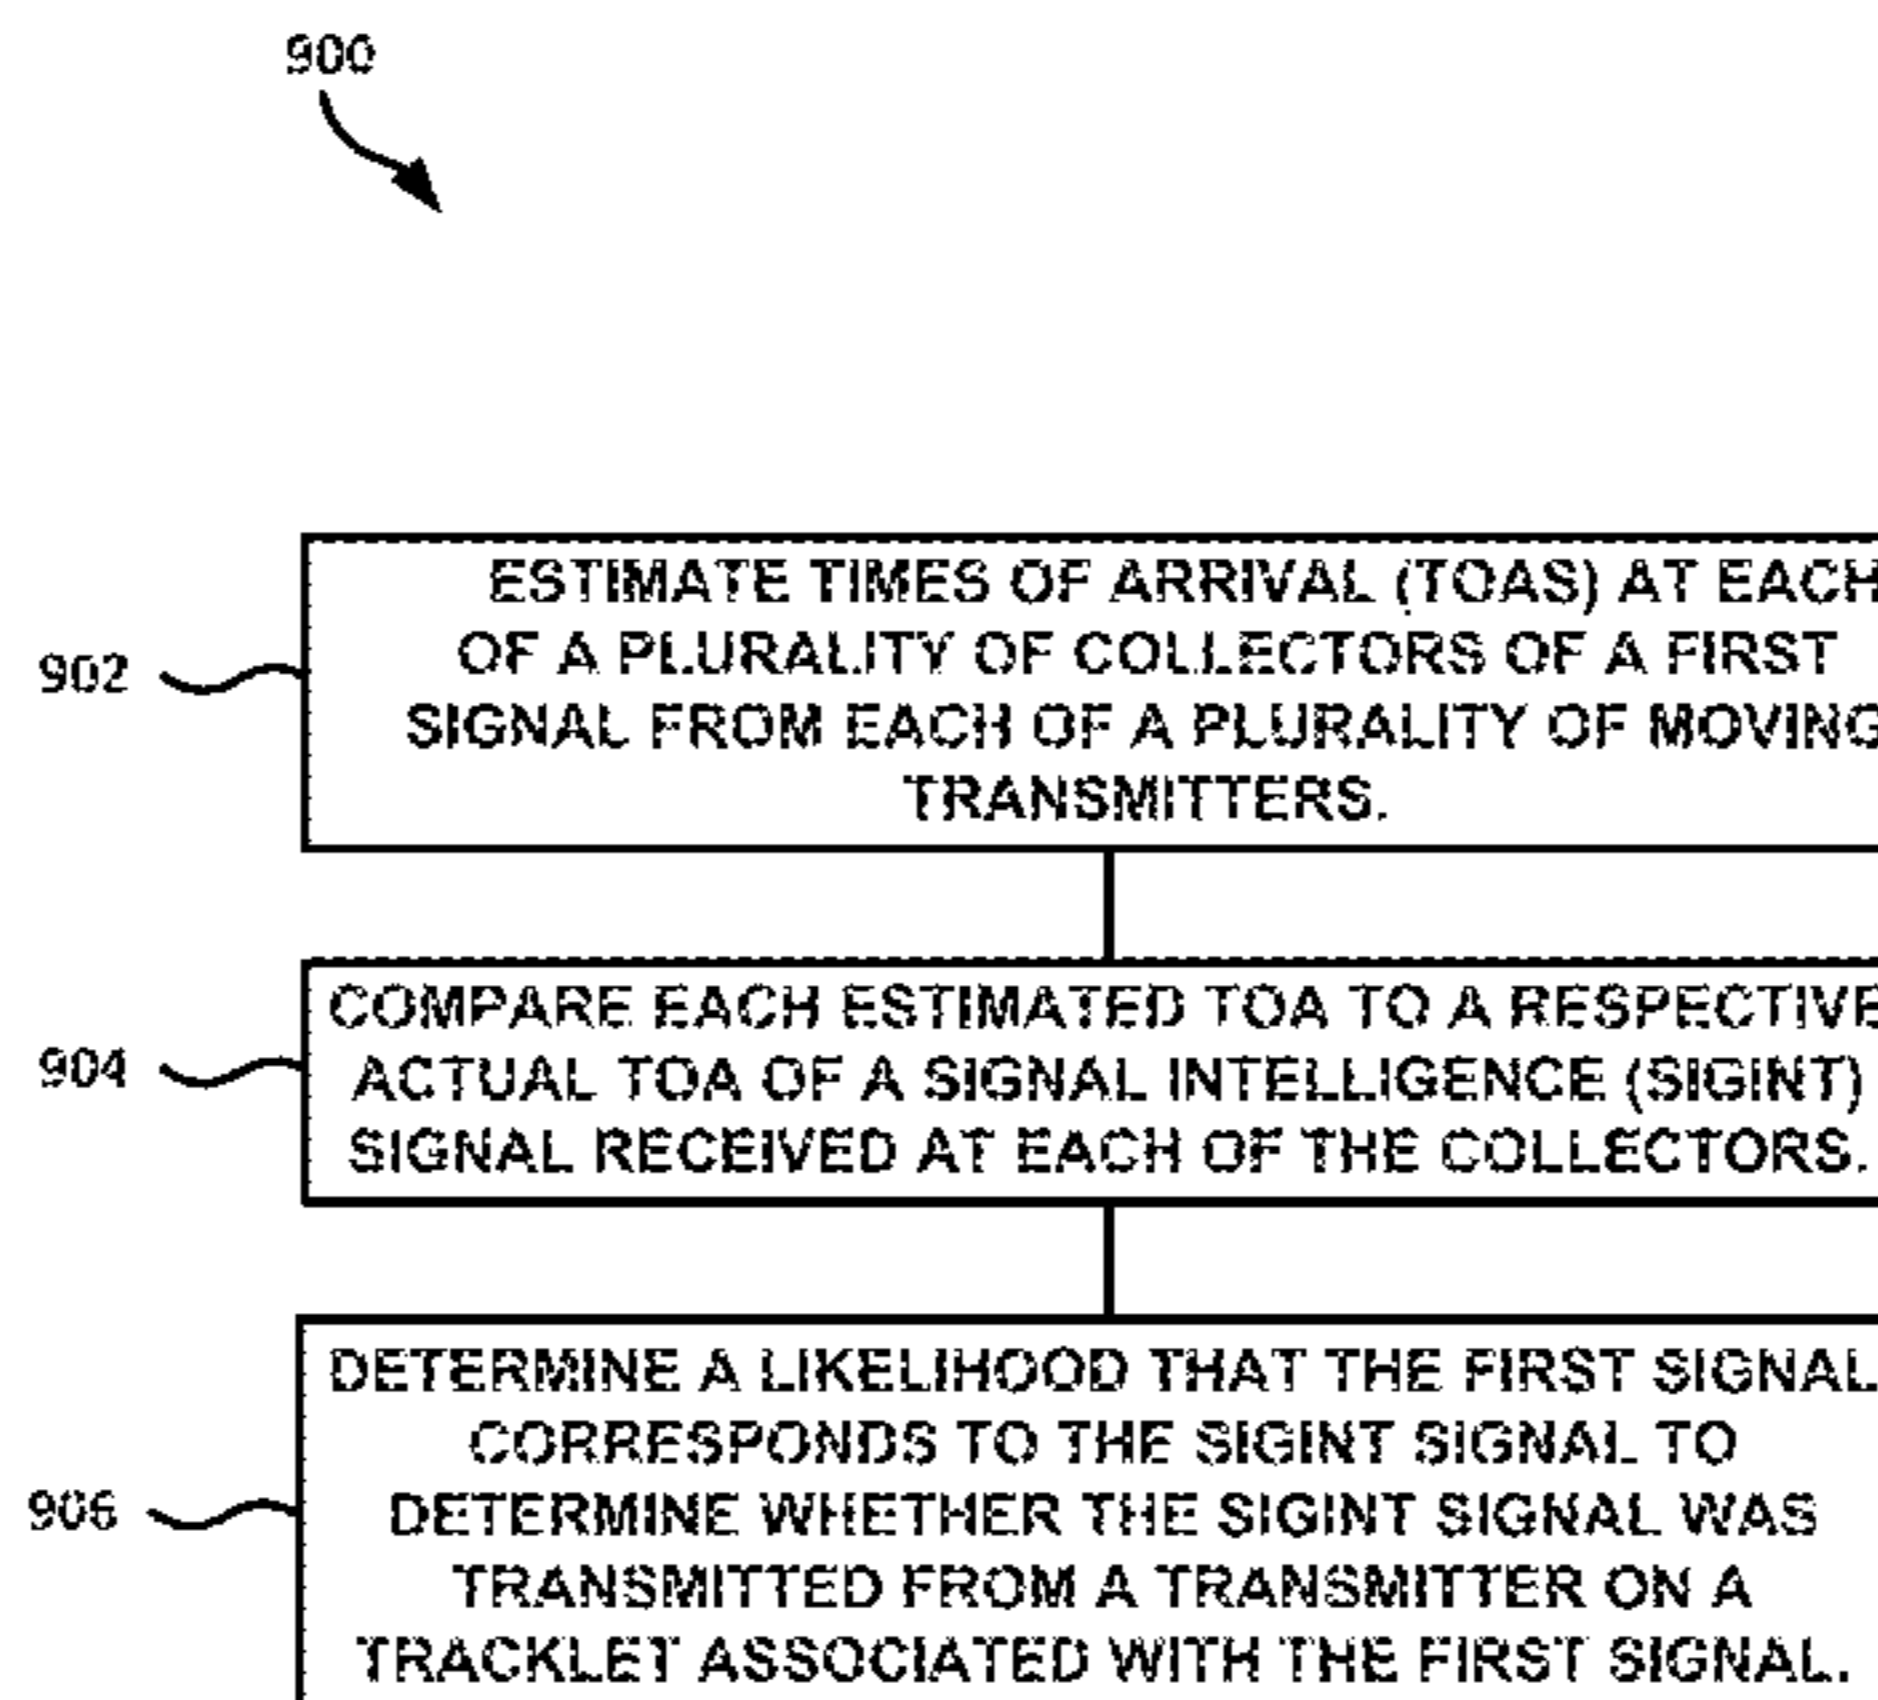 900
902
ESTIMATE TIMES OF ARRIVAL (TOAS) AT EACH
OF A PLURALITY OF COLLECTORS OF A FIRST
SIGNAL FROM EACH OF A PLURALITY OF MOVING
TRANSMITTERS.
904
COMPARE EACH ESTIMATED TOA TO A RESPECTIVE
ACTUAL TOA OF A SIGNAL INTELLIGENCE (SIGINT)
SIGNAL RECEIVED AT EACH OF THE COLLECTORS.
906
DETERMINE A LIKELIHOOD THAT THE FIRST SIGNAL
CORRESPONDS TO THE SIGINT SIGNAL TO
DETERMINE WHETHER THE SIGINT SIGNAL WAS
TRANSMITTED FROM A TRANSMITTER ON A
TRACKLET ASSOCIATED WITH THE FIRST SIGNAL.